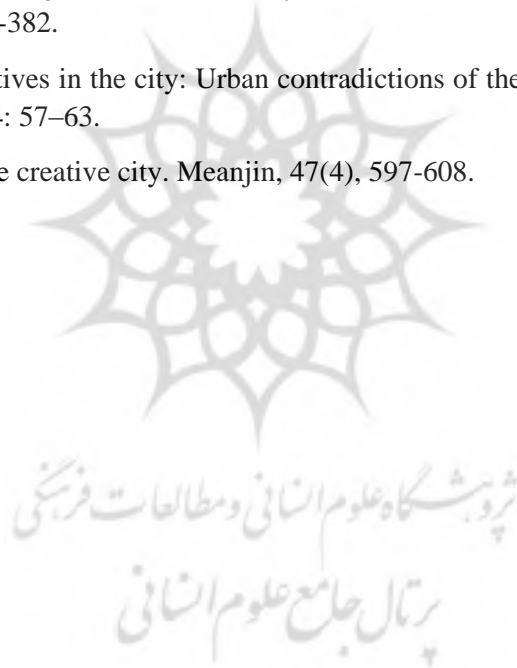 -382.
tives in the city: Urban contradictions of the
4: 57–63.
e creative city. Meanjin, 47(4), 597-608.
پژوهشگاه علوم انسانی و مطالعات فرهنگی
پرتال جامع علوم انسانی